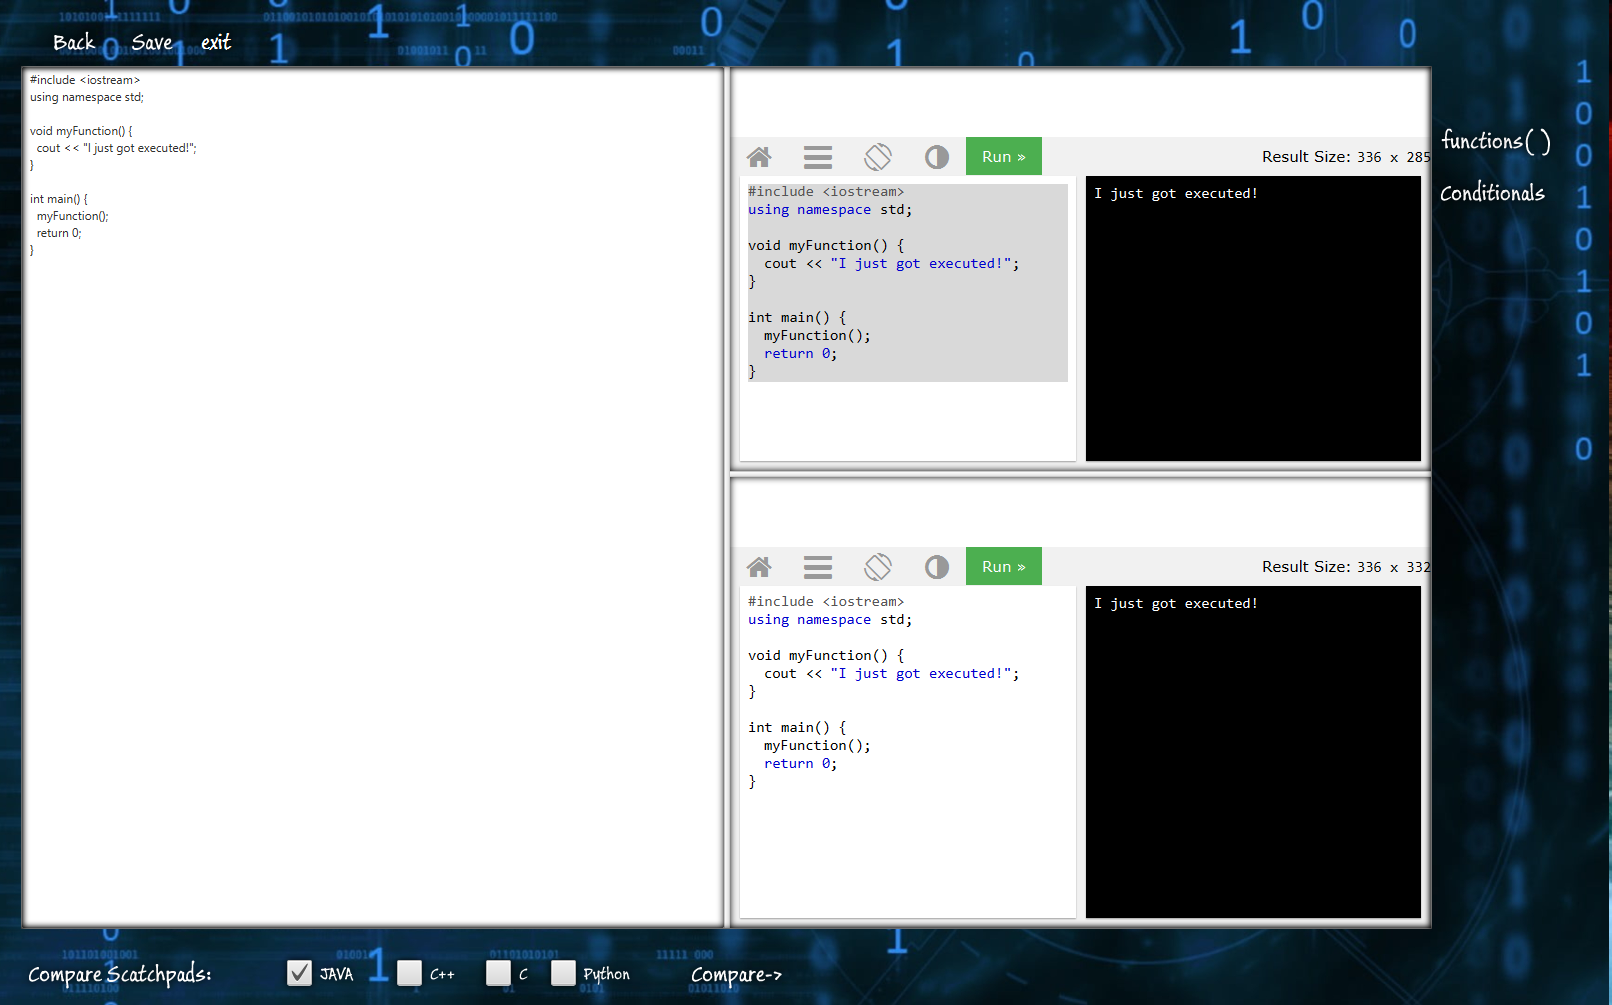 Back Save exit
#include <iostream>
using namespace std;
void myFunction() {
cout << "I just got executed!";
}
int main() {
myFunction();
return 0;
}
Run » Result Size: 336 x 285
#include <iostream>
using namespace std;
void myFunction() {
cout << "I just got executed!";
}
int main() {
myFunction();
return 0;
}
I just got executed!
Run » Result Size: 336 x 332
#include <iostream>
using namespace std;
void myFunction() {
cout << "I just got executed!";
}
int main() {
myFunction();
return 0;
}
I just got executed!
functions()
Conditionals
Compare Scatchpads: JAVA C++ C Python Compare->